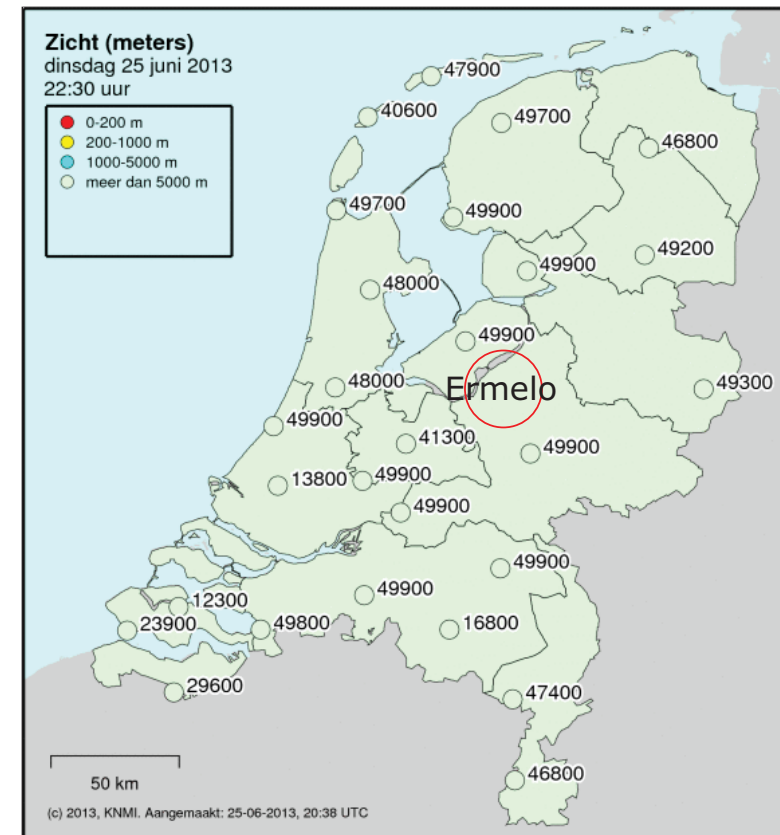 Zicht (meters)
dinsdag 25 juni 2013
22:30 uur
0-200 m
200-1000 m
1000-5000 m
meer dan 5000 m
47900
40600
49700
46800
49700
49900
49200
49900
48000
49900
Ermelo
48000
49300
49900
41300
49900
49900
13800
49900
49900
49900
12300
23900
49800
16800
29600
47400
46800
50 km
(c) 2013, KNMI. Aangemaakt: 25-06-2013, 20:38 UTC